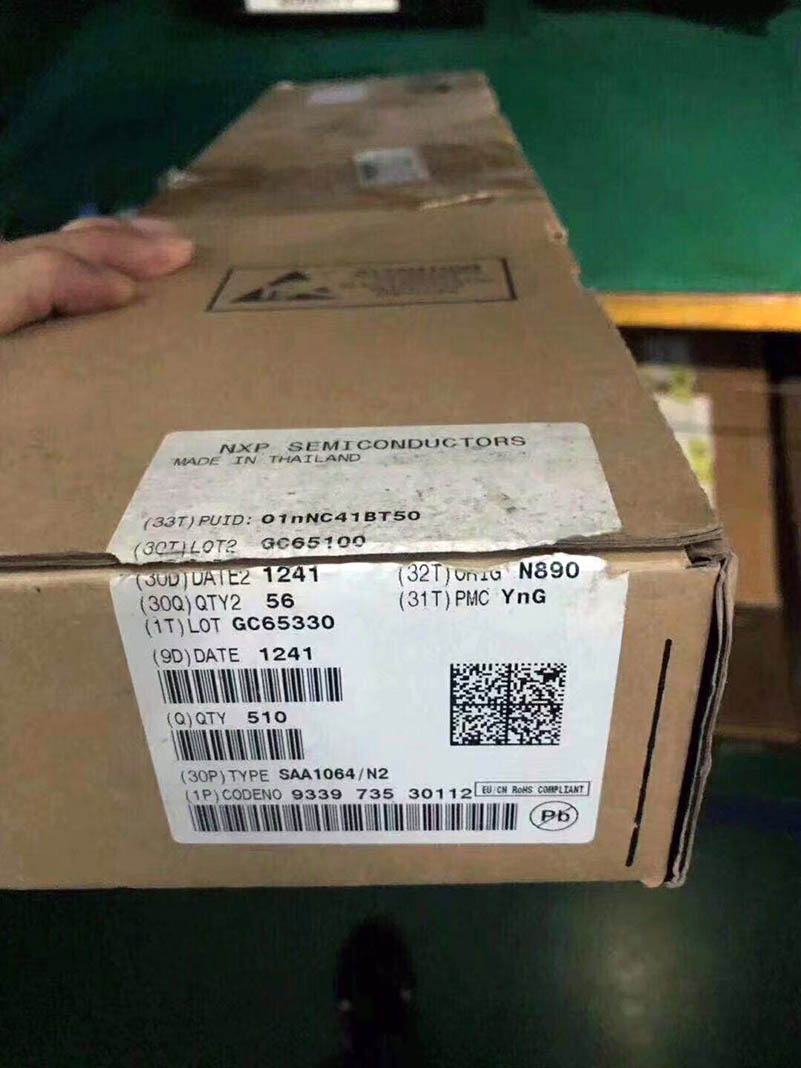 NXP SEMICONDUCTORS
MADE IN THAILAND
(33T) PUID: 01nNC41BT50
(30T) LOT2 GC65100
(30D) DATE2 1241 (32T) ORIG N890
(30Q) QTY2 56 (31T) PMC YnG
(1T) LOT GC65330
(9D) DATE 1241
(Q) QTY 510
(30P) TYPE SAA1064/N2
(1P) CODENO 9339 735 30112 EU/CN RoHS COMPLIANT
Pb